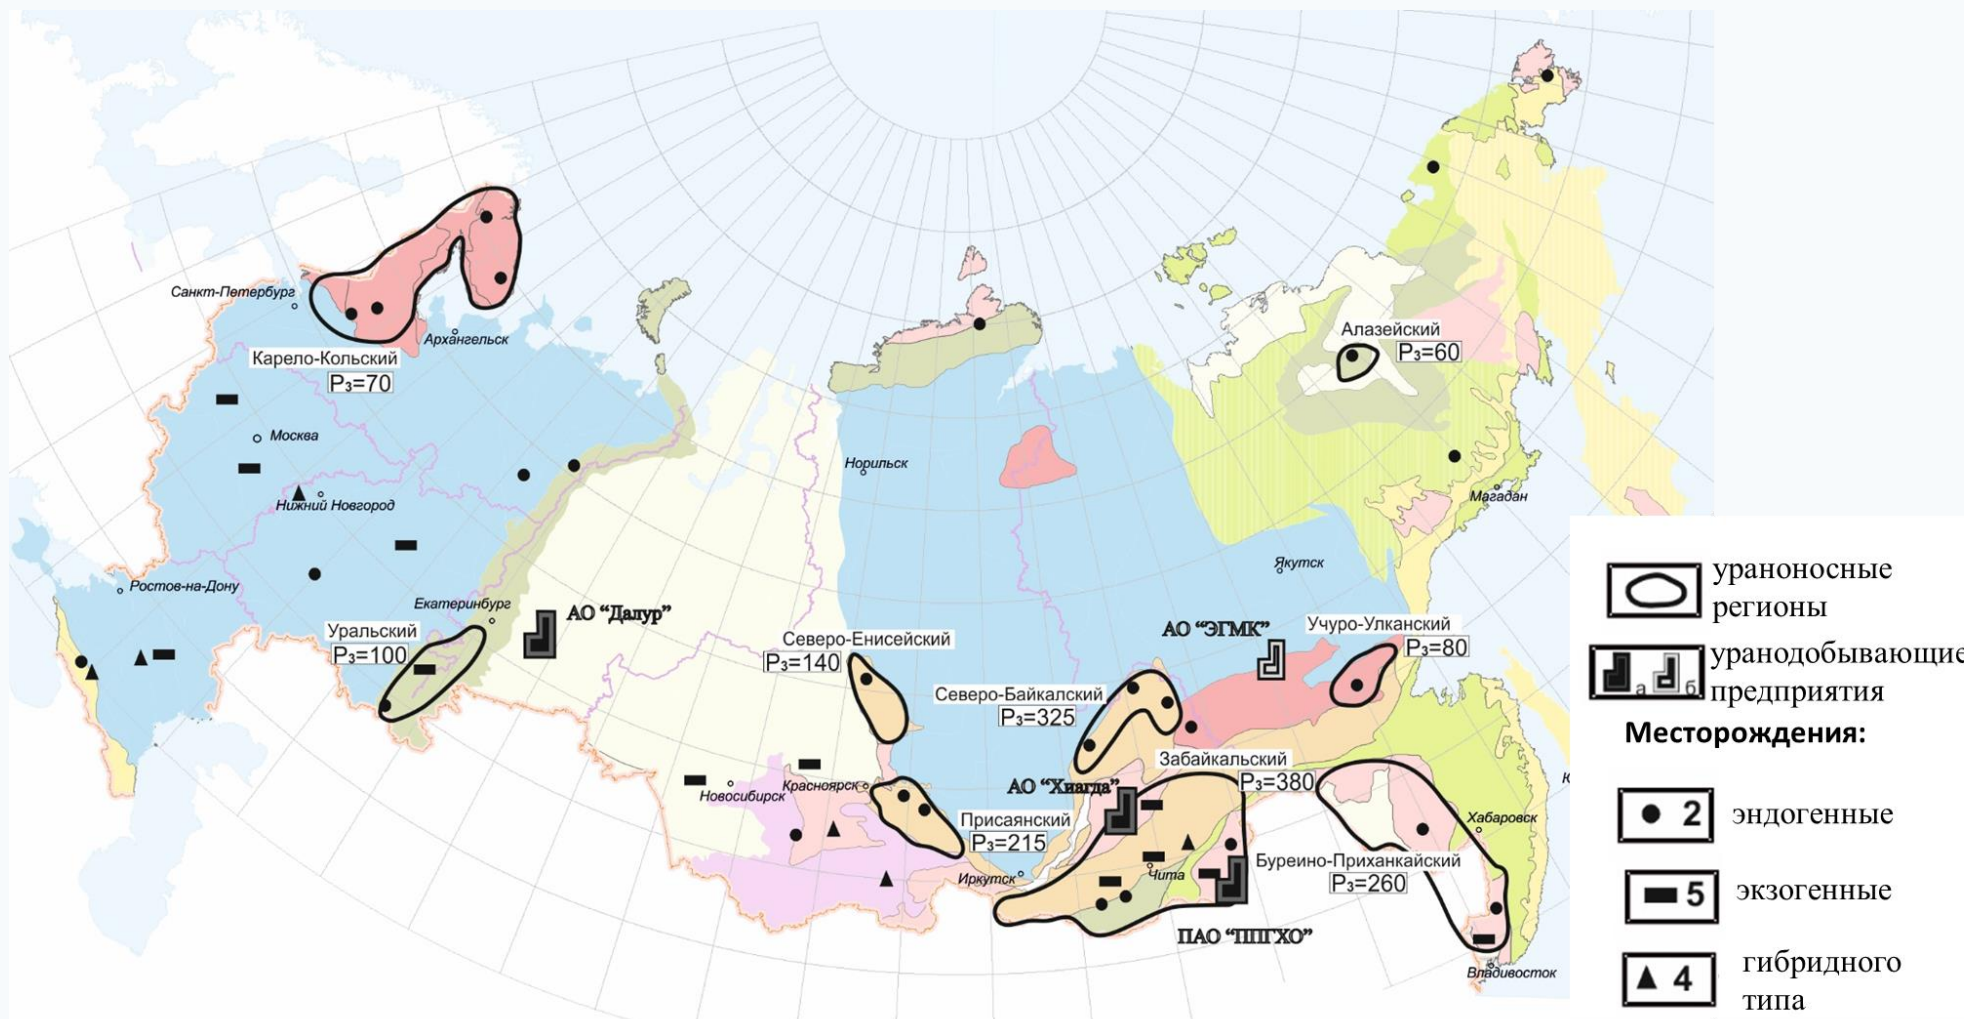 Санкт-Петербург
Архангельск
Карело-Кольский
P₃=70
Москва
Нижний Новгород
Ростов-на-Дону
Екатеринбург
АО “Далур”
Уральский
P₃=100
Норильск
Алазейский
P₃=60
Магадан
Якутск
Северо-Енисейский
P₃=140
АО “ЭГМК”
Учуро-Улканский
P₃=80
Северо-Байкалский
P₃=325
Забайкальский
P₃=380
АО “Хиагда”
Новосибирск
Красноярск
Присаянский
P₃=215
Иркутск
Чита
Хабаровск
Буреино-Приханкайский
P₃=260
ПАО “ППГХО”
Владивосток
ураноносные
регионы
а б
уранодобывающие
предприятия
Месторождения:
2 эндогенные
5 экзогенные
4 гибридного
типа